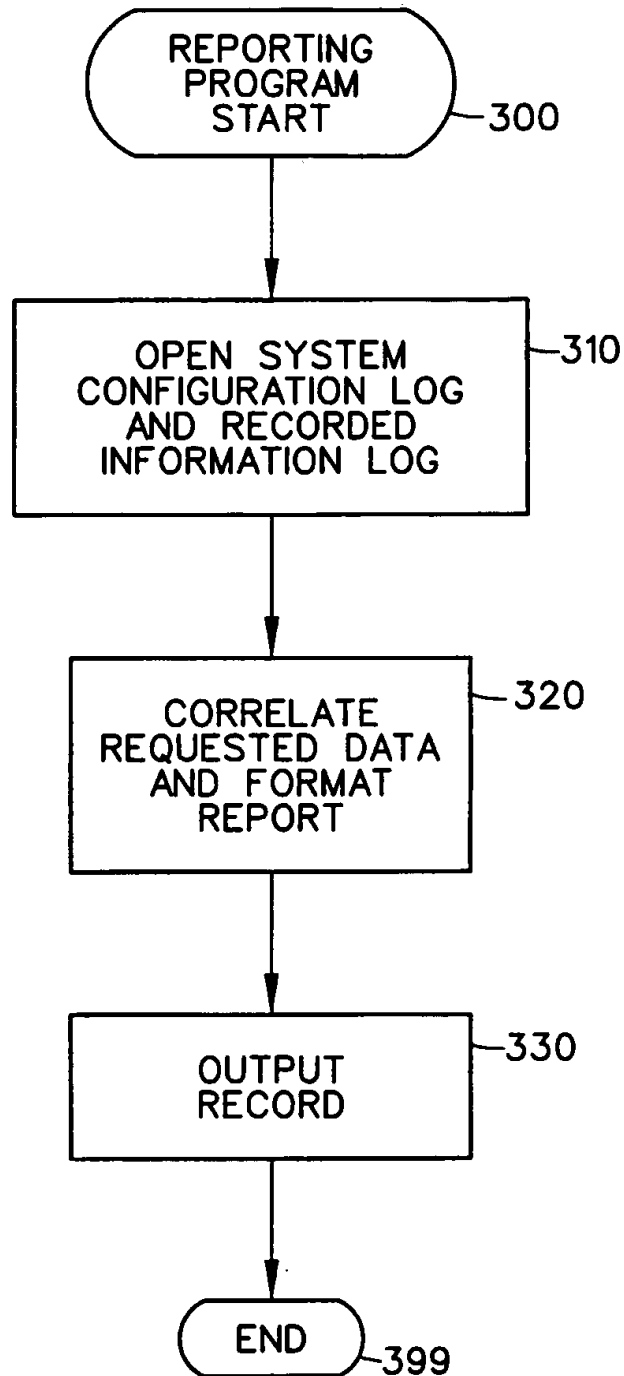 REPORTING
PROGRAM
START
300
OPEN SYSTEM
CONFIGURATION LOG
AND RECORDED
INFORMATION LOG
310
CORRELATE
REQUESTED DATA
AND FORMAT
REPORT
320
OUTPUT
RECORD
330
END
399